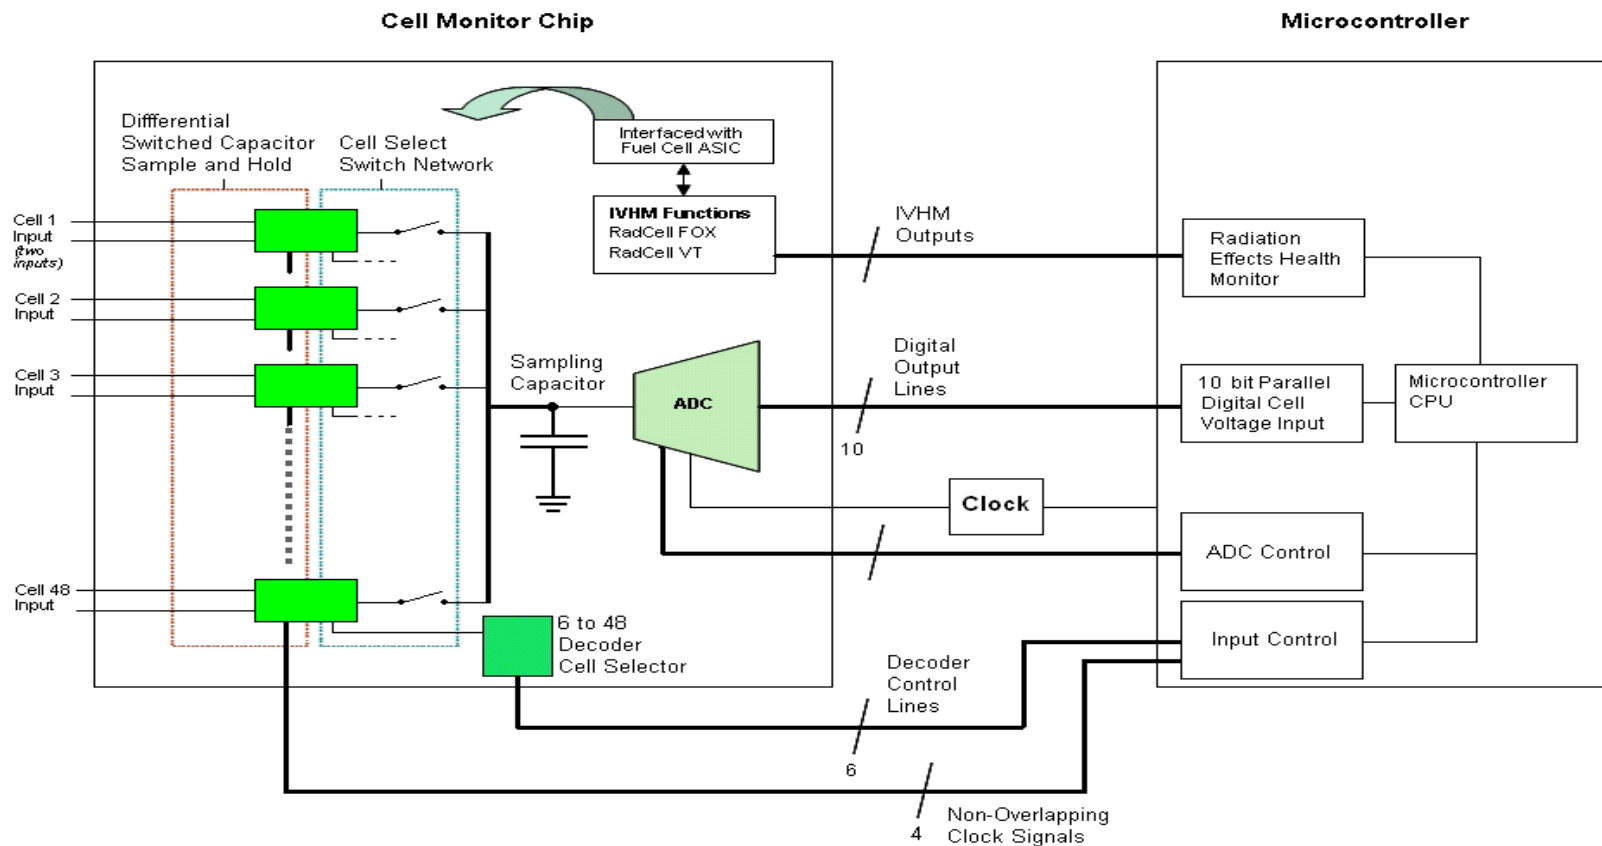 Cell Monitor Chip
Microcontroller
Diffferential
Switched Capacitor
Sample and Hold
Cell Select
Switch Network
Interfaced with
Fuel Cell ASIC
IVHM Functions
RadCell FOX
RadCell VT
IVHM
Outputs
Radiation
Effects Health
Monitor
Cell 1
Input
(two
inputs)
Cell 2
Input
Cell 3
Input
Sampling
Capacitor
ADC
Digital
Output
Lines
10
10 bit Parallel
Digital Cell
Voltage Input
Microcontroller
CPU
Clock
ADC Control
Cell 48
Input
6 to 48
Decoder
Cell Selector
Input Control
Decoder
Control
Lines
6
4
Non-Overlapping
Clock Signals